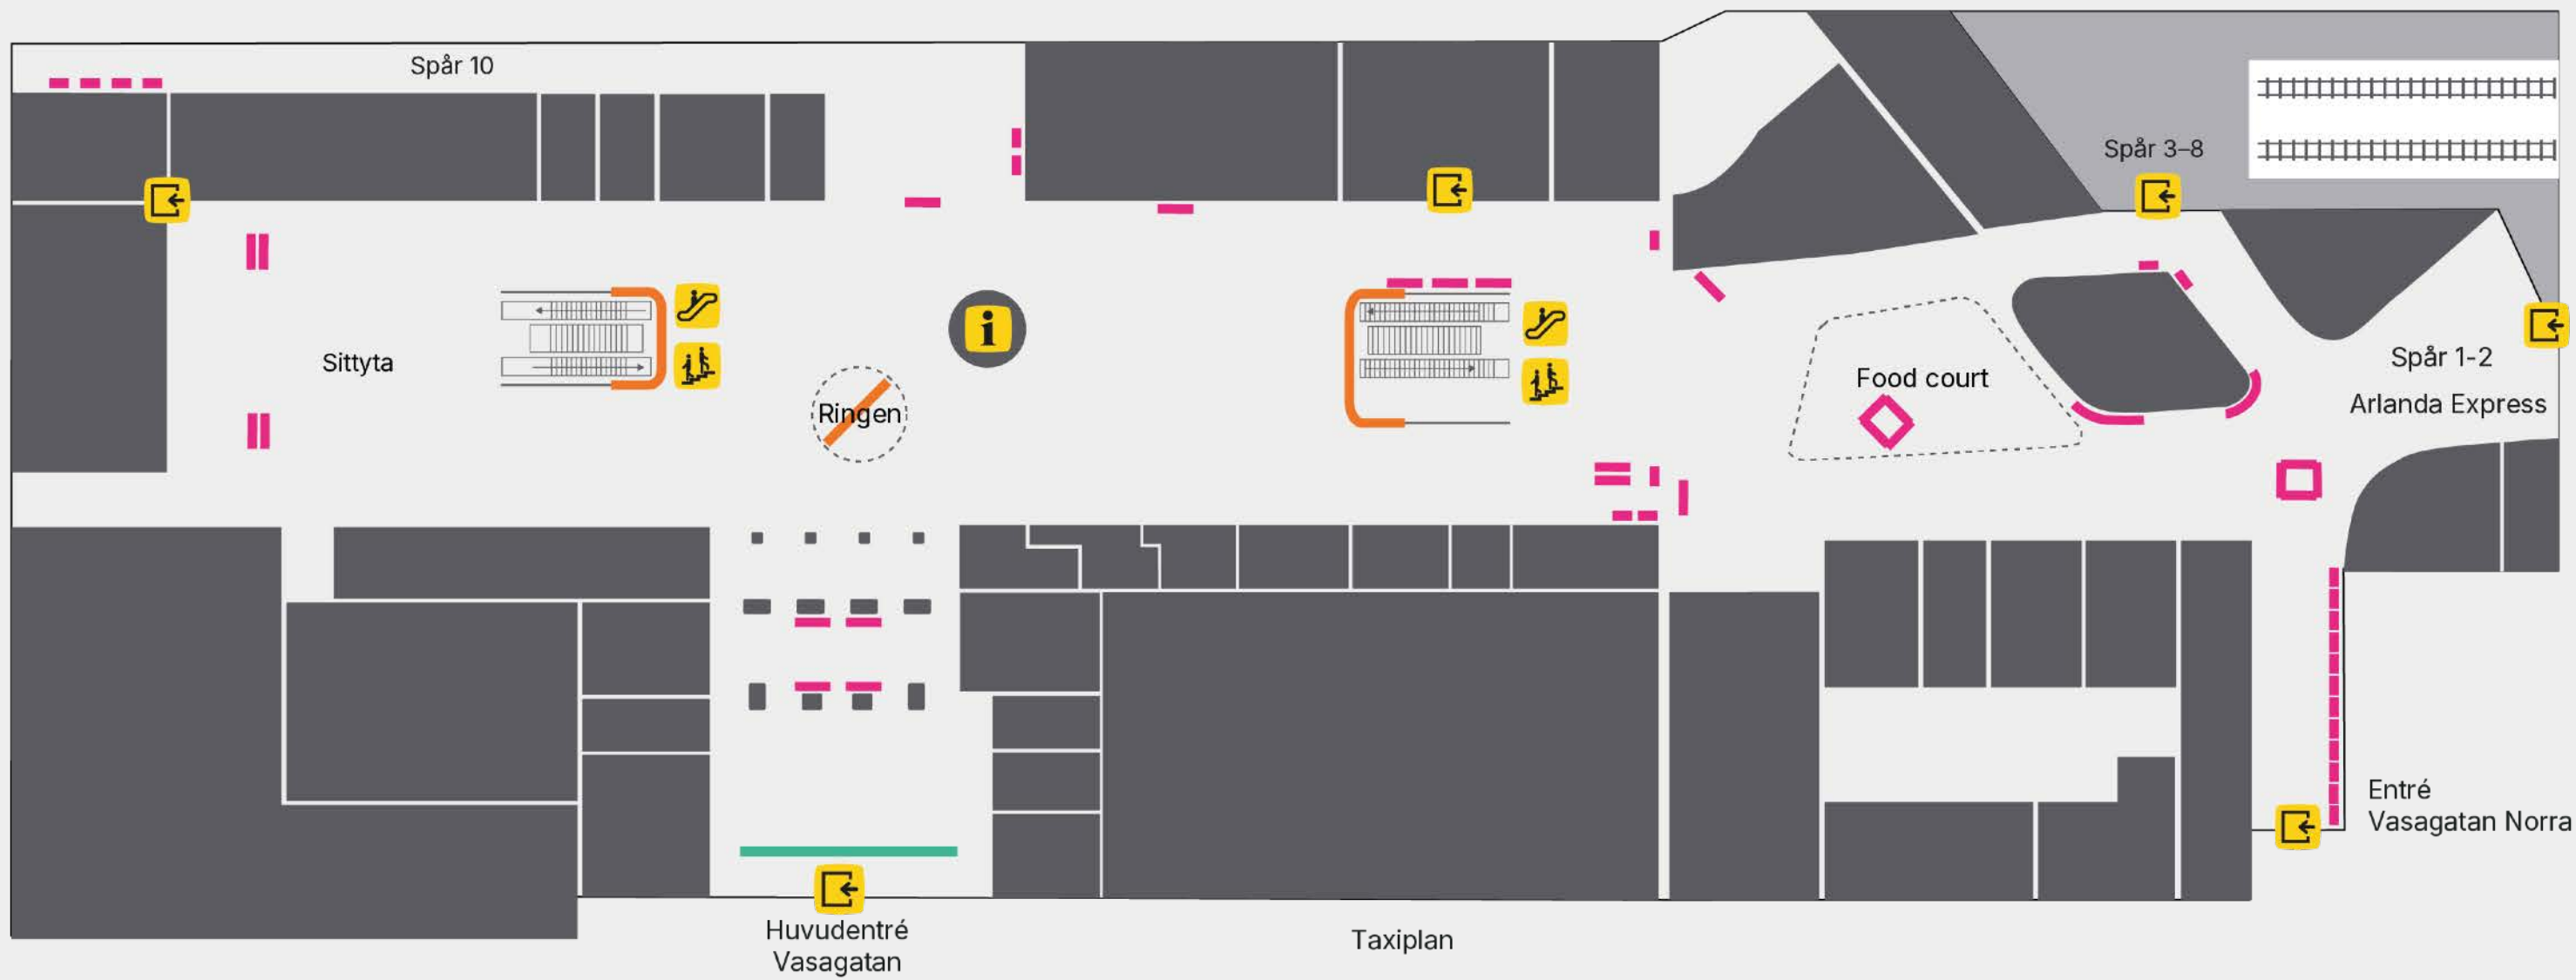 Spår 10
Spår 3–8
Sittyta
Ringen
i
Food court
Spår 1-2
Arlanda Express
Entré
Vasagatan Norra
Huvudentré
Vasagatan
Taxiplan